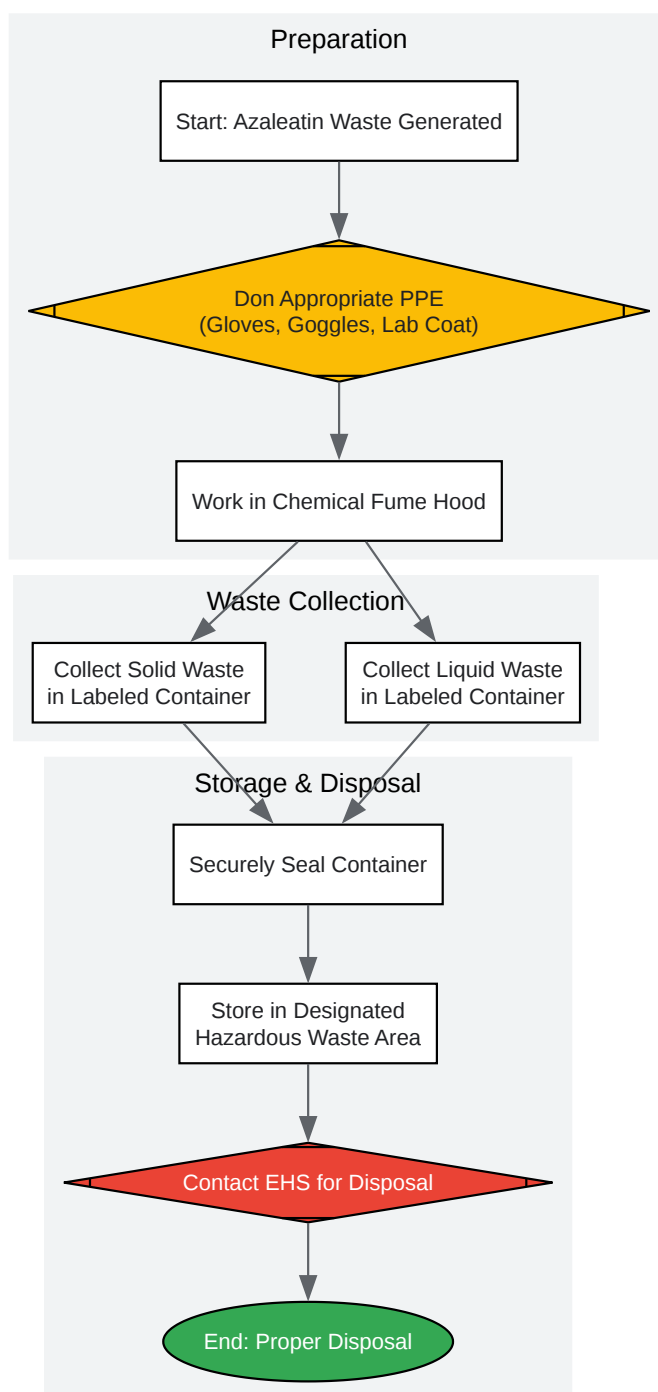 Preparation
Start: Azaleatin Waste Generated
Don Appropriate PPE
(Gloves, Goggles, Lab Coat)
Work in Chemical Fume Hood
Waste Collection
Collect Solid Waste
in Labeled Container
Collect Liquid Waste
in Labeled Container
Storage & Disposal
Securely Seal Container
Store in Designated
Hazardous Waste Area
Contact EHS for Disposal
End: Proper Disposal